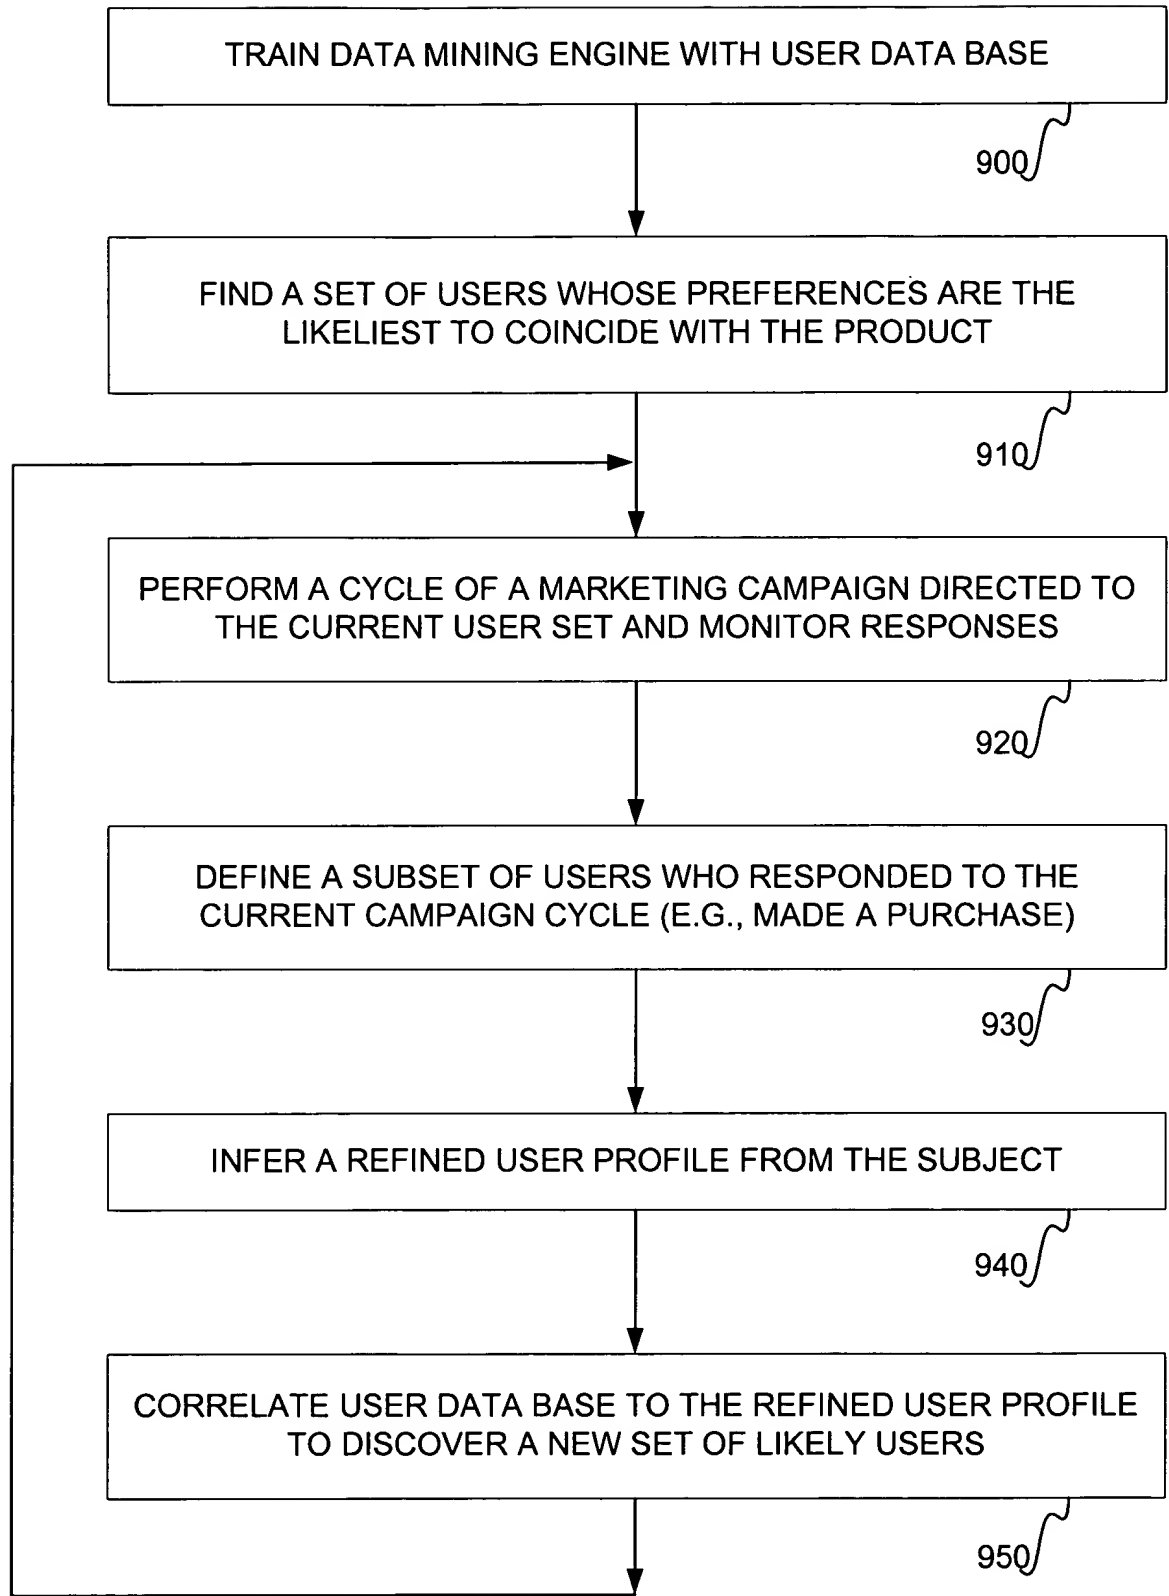 TRAIN DATA MINING ENGINE WITH USER DATA BASE
900
FIND A SET OF USERS WHOSE PREFERENCES ARE THE
LIKELIEST TO COINCIDE WITH THE PRODUCT
910
PERFORM A CYCLE OF A MARKETING CAMPAIGN DIRECTED TO
THE CURRENT USER SET AND MONITOR RESPONSES
920
DEFINE A SUBSET OF USERS WHO RESPONDED TO THE
CURRENT CAMPAIGN CYCLE (E.G., MADE A PURCHASE)
930
INFER A REFINED USER PROFILE FROM THE SUBJECT
940
CORRELATE USER DATA BASE TO THE REFINED USER PROFILE
TO DISCOVER A NEW SET OF LIKELY USERS
950